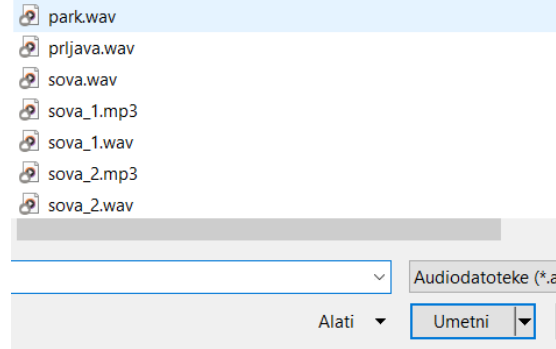 park.wav
prljava.wav
sova.wav
sova_1.mp3
sova_1.wav
sova_2.mp3
sova_2.wav
Audiodatoteke (*.a
Alati
Umetni